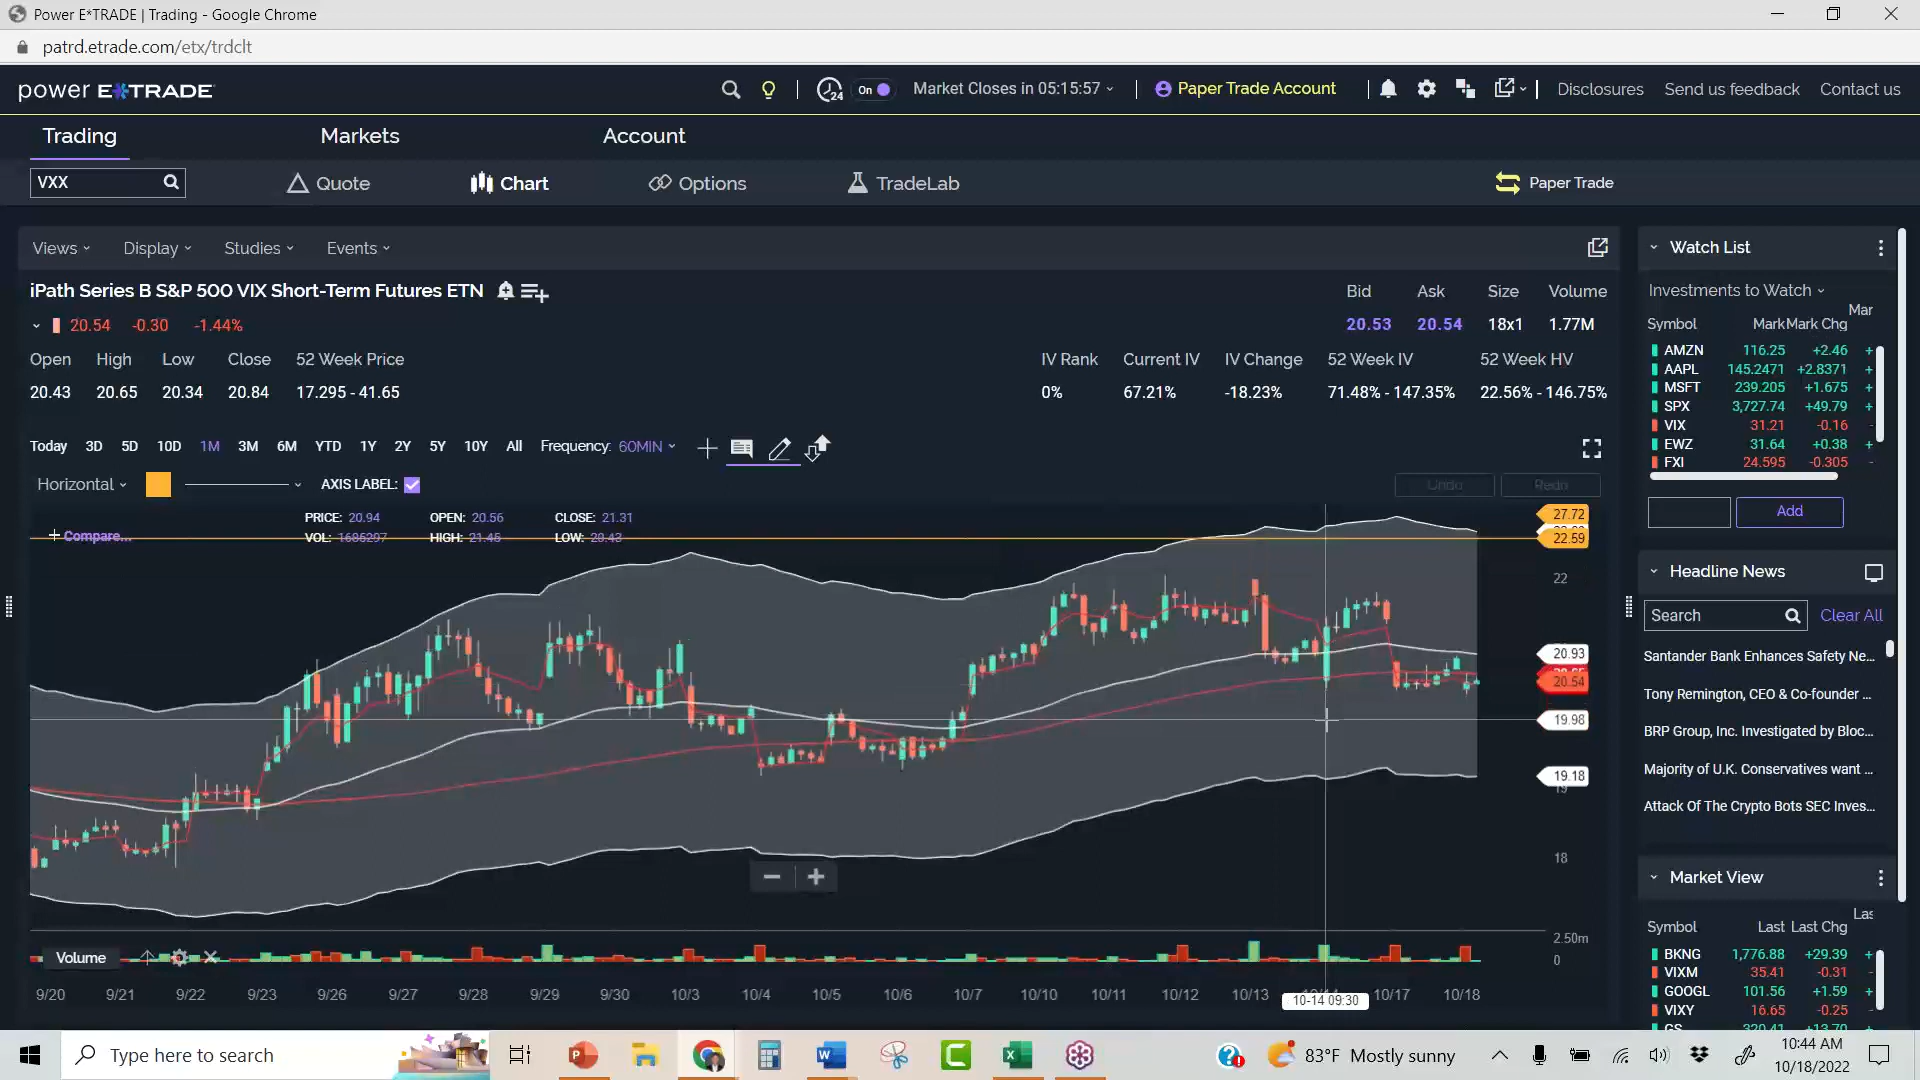 Power E*TRADE | Trading - Google Chrome
patrd.etrade.com/etx/trdclt
power E*TRADE
24 On Market Closes in 05:15:57 Paper Trade Account Disclosures Send us feedback Contact us
Trading Markets Account
VXX Quote Chart Options TradeLab Paper Trade
Views Display Studies Events
iPath Series B S&P 500 VIX Short-Term Futures ETN
Bid Ask Size Volume
20.54 -0.30 -1.44%
20.53 20.54 18x1 1.77M
Open High Low Close 52 Week Price
IV Rank Current IV IV Change 52 Week IV 52 Week HV
20.43 20.65 20.34 20.84 17.295 - 41.65
0% 67.21% -18.23% 71.48% - 147.35% 22.56% - 146.75%
Today 3D 5D 10D 1M 3M 6M YTD 1Y 2Y 5Y 10Y All Frequency: 60MIN
Horizontal AXIS LABEL: Undo Redo
PRICE: 20.94 OPEN: 20.56 CLOSE: 21.31
Compare... VOL: 1685297 HIGH: 21.45 LOW: 20.43
27.72
22.59
22
20.93
20.54
19.98
19.18
19
18
Volume
2.50m
0
9/20 9/21 9/22 9/23 9/26 9/27 9/28 9/29 9/30 10/3 10/4 10/5 10/6 10/7 10/10 10/11 10/12 10/13 10/17 10/18
10-14 09:30
Watch List
Investments to Watch
Mar
Symbol Mark Mark Chg
AMZN 116.25 +2.46 +
AAPL 145.2471 +2.8371 +
MSFT 239.205 +1.675 +
SPX 3,727.74 +49.79 +
VIX 31.21 -0.16 -
EWZ 31.64 +0.38 +
FXI 24.595 -0.305 -
Add
Headline News
Search Clear All
Santander Bank Enhances Safety Ne...
Tony Remington, CEO & Co-founder ...
BRP Group, Inc. Investigated by Bloc...
Majority of U.K. Conservatives want ...
Attack Of The Crypto Bots SEC Inves...
Market View
Las
Symbol Last Last Chg
BKNG 1,776.88 +29.39 +
VIXM 35.41 -0.31 -
GOOGL 101.56 +1.59 +
VIXY 16.65 -0.25 -
GS 320.41 +13.70
Type here to search
83°F Mostly sunny
10:44 AM
10/18/2022